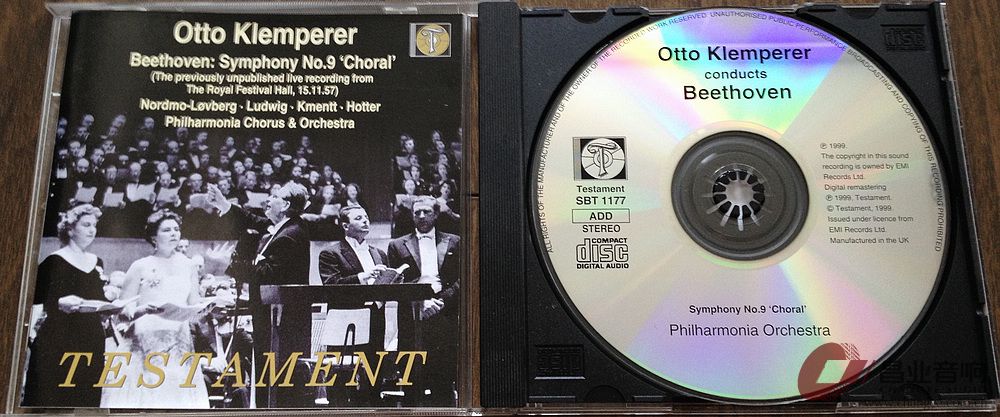 Otto Klemperer
Beethoven: Symphony No.9 ‘Choral’
(The previously unpublished live recording from
The Royal Festival Hall, 15.11.57)
Nordmo-Løvberg · Ludwig · Kmentt · Hotter
Philharmonia Chorus & Orchestra
TESTAMENT
ALL RIGHTS OF THE MANUFACTURER AND OF THE OWNER OF THE RECORDED WORK RESERVED UNAUTHORISED PUBLIC PERFORMANCE BROADCASTING AND COPYING OF THIS RECORDING PROHIBITED
Otto Klemperer
conducts
Beethoven
Testament
SBT 1177
ADD
STEREO
COMPACT
disc
DIGITAL AUDIO
℗ 1999.
The copyright in this sound
recording is owned by EMI
Records Ltd.
Digital remastering
℗ 1999, Testament.
© Testament, 1999.
Issued under licence from
EMI Records Ltd.
Manufactured in the UK
Symphony No.9 ‘Choral’
Philharmonia Orchestra